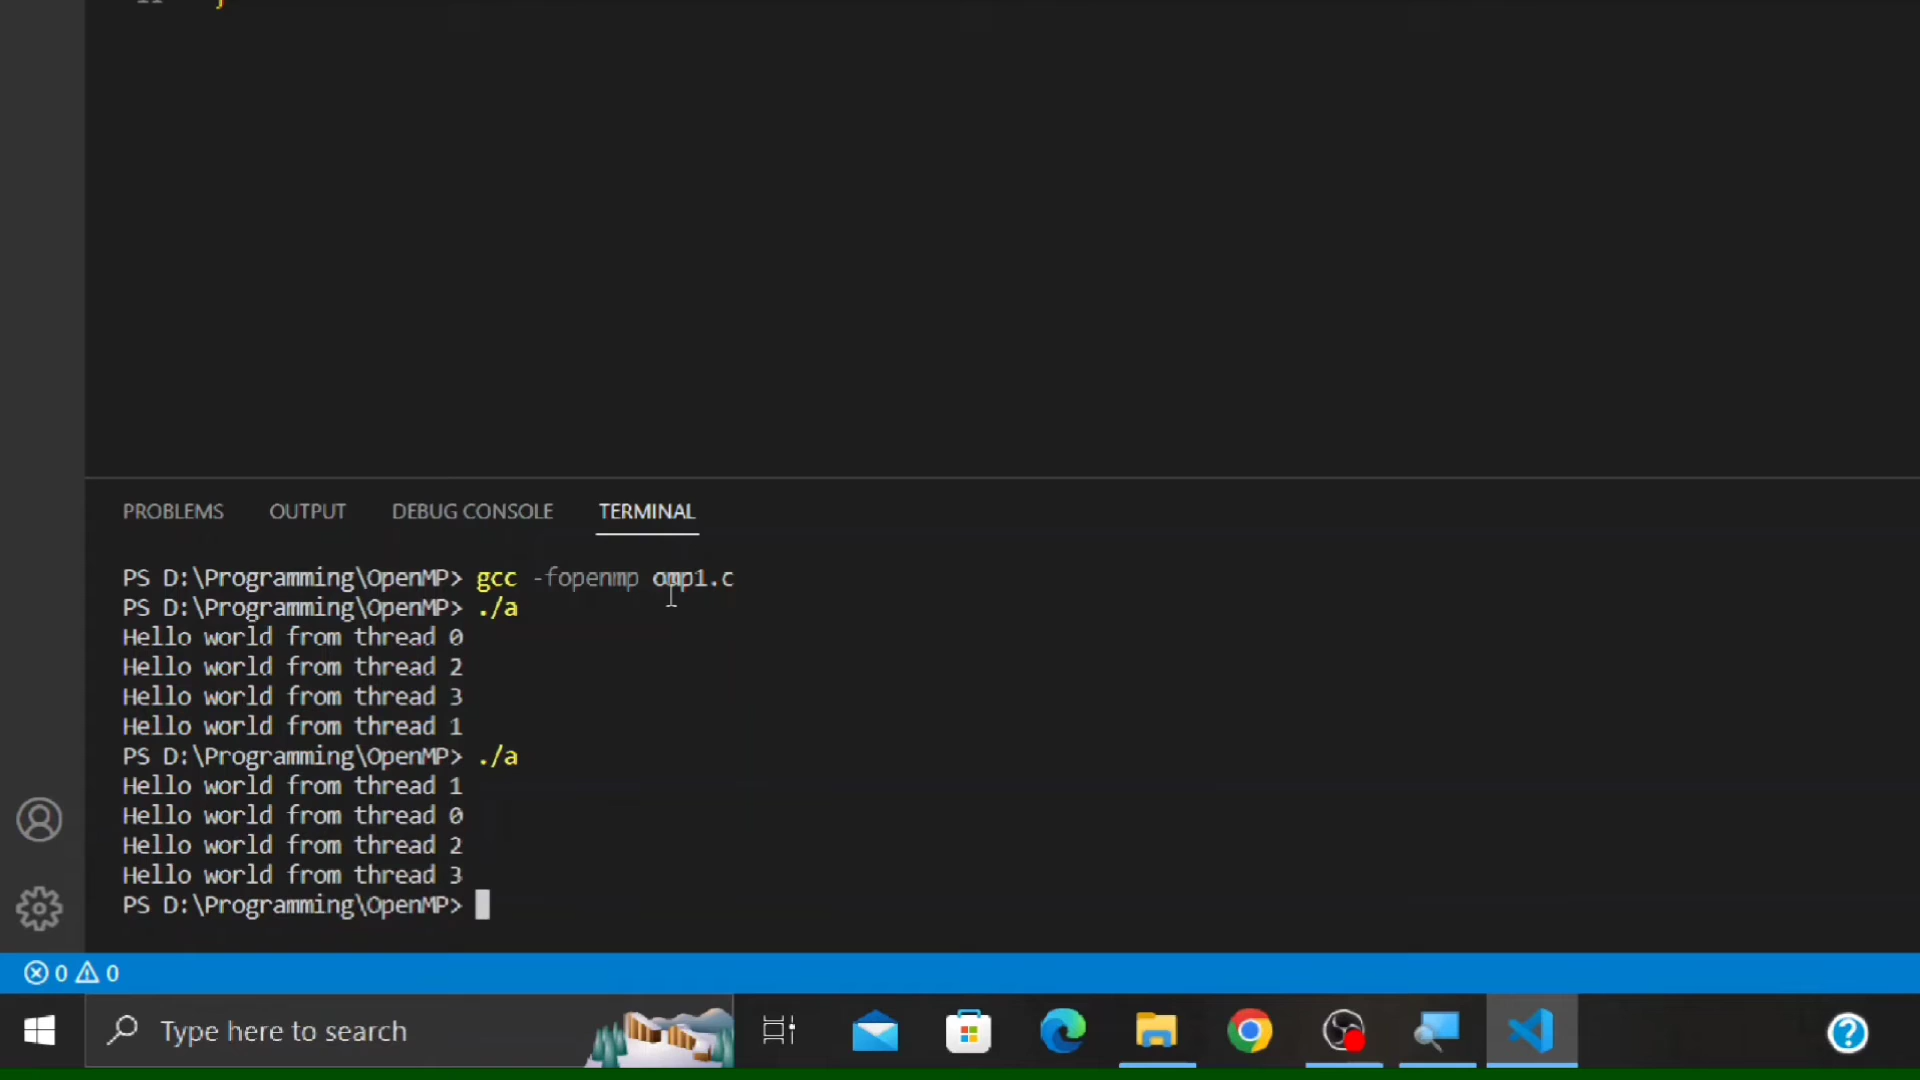 PROBLEMS OUTPUT DEBUG CONSOLE TERMINAL
PS D:\Programming\OpenMP> gcc -fopenmp omp1.c
PS D:\Programming\OpenMP> ./a
Hello world from thread 0
Hello world from thread 2
Hello world from thread 3
Hello world from thread 1
PS D:\Programming\OpenMP> ./a
Hello world from thread 1
Hello world from thread 0
Hello world from thread 2
Hello world from thread 3
PS D:\Programming\OpenMP>
0 0
Type here to search